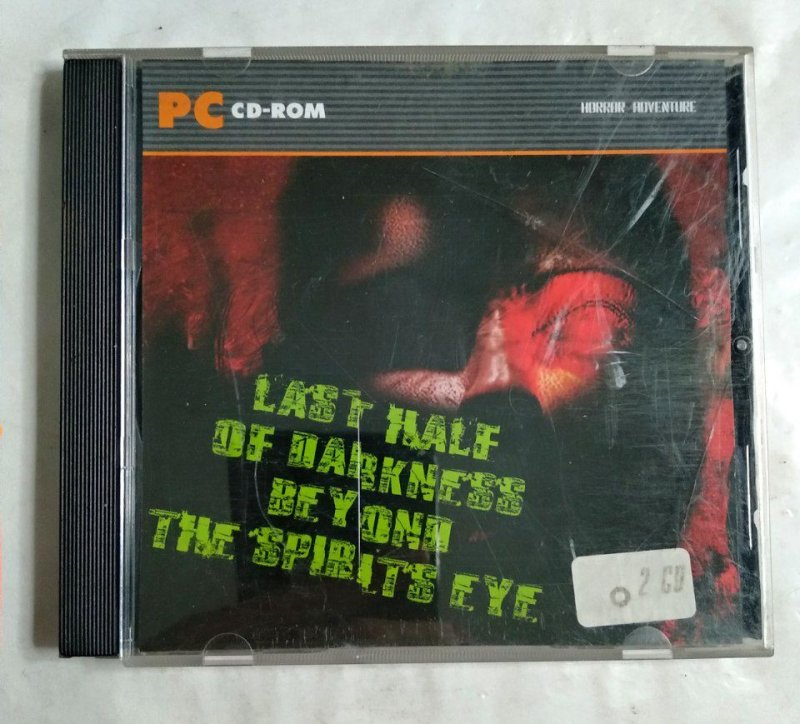 PC CD-ROM
HORROR ADVENTURE
LAST HALF
OF DARKNESS
BEYOND
THE SPIRIT'S EYE
2 CD